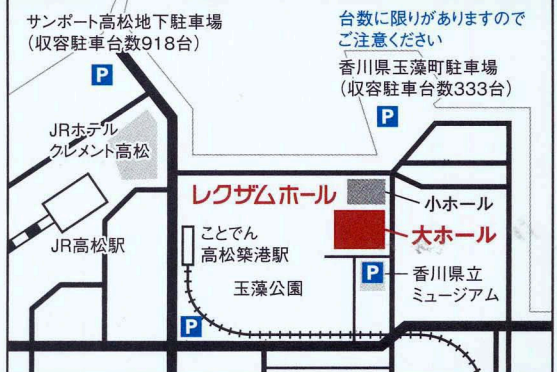 サンポート高松地下駐車場
（収容駐車台数918台）
P
台数に限りがありますので
ご注意ください
香川県玉藻町駐車場
（収容駐車台数333台）
P
JRホテル
クレメント高松
レクザムホール
小ホール
大ホール
JR高松駅
ことでん
高松築港駅
玉藻公園
P
香川県立
ミュージアム
P